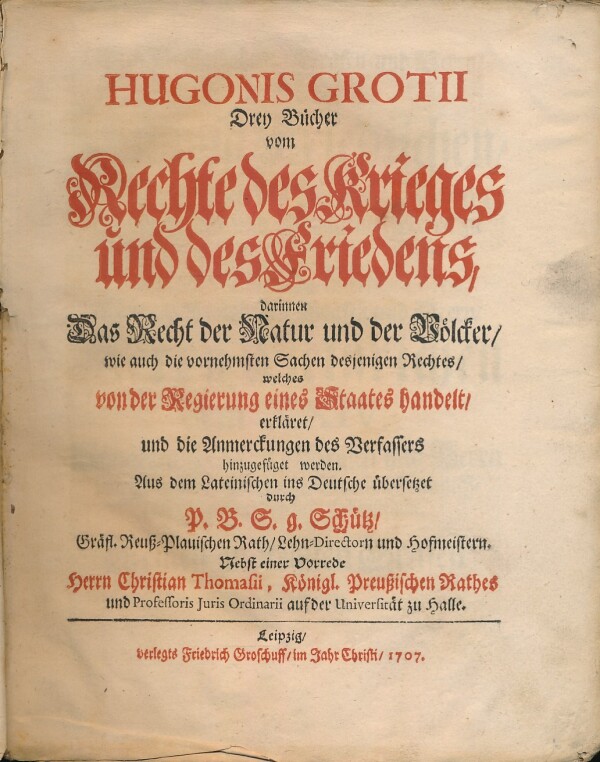 HUGONIS GROTII
Drey Bücher
vom
Rechte des Krieges
und des Friedens,
darinnen
Das Recht der Natur und der Völcker/
wie auch die vornehmsten Sachen desjenigen Rechtes/
welches
von der Regierung eines Staates handelt/
erkläret/
und die Anmerckungen des Verfassers
hinzugefüget werden.
Aus dem Lateinischen ins Deutsche übersetzet
durch
P. B. S. g. Schütz/
Gräfl. Reuß-Plauischen Rath/Lehn-Directorn und Hofmeistern.
Nebst einer Vorrede
Herrn Christian Thomasii, Königl. Preußischen Rathes
und Professoris Juris Ordinarii auf der Universität zu Halle.
Leipzig/
verlegts Friedrich Groschuff/im Jahr Christi/1707.